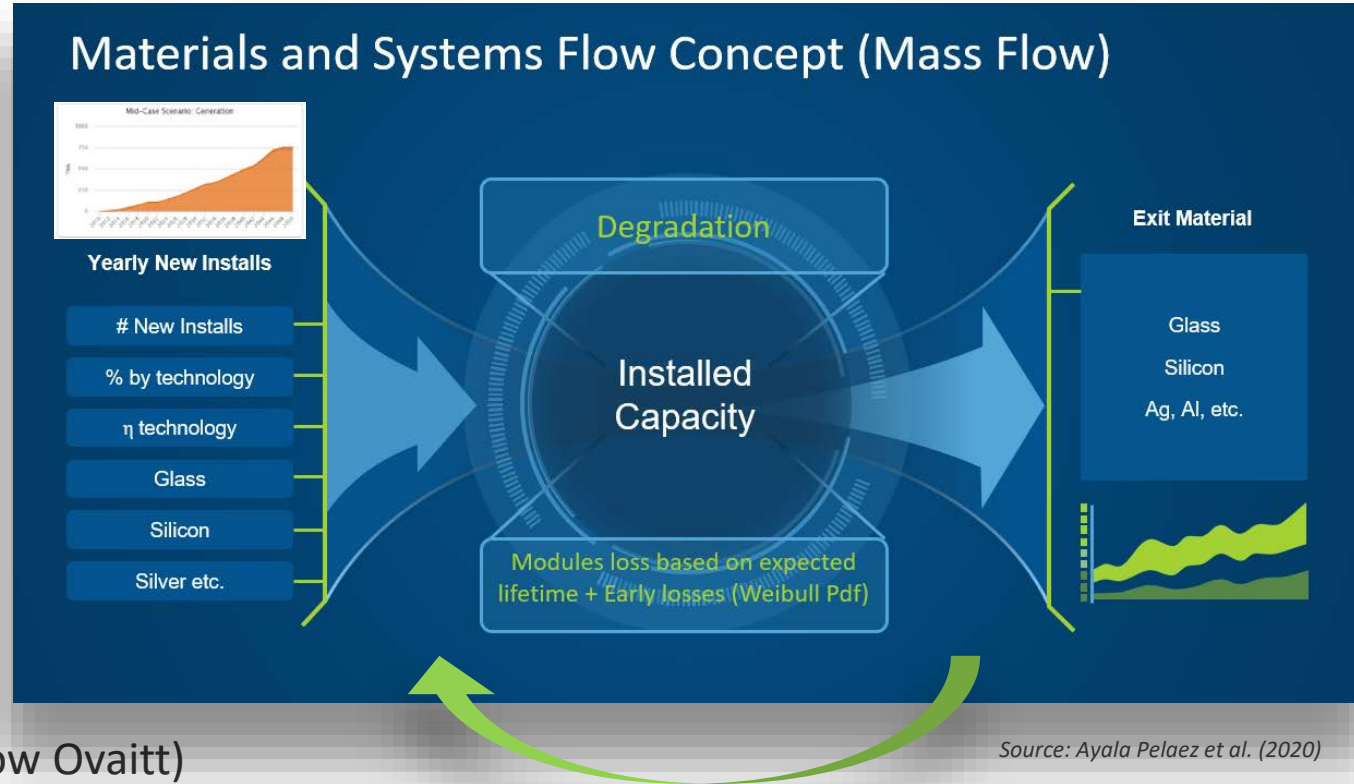 Materials and Systems Flow Concept (Mass Flow)
Mid-Case Scenario: Generation
Yearly New Installs
# New Installs
% by technology
η technology
Glass
Silicon
Silver etc.
Degradation
Installed
Capacity
Modules loss based on expected
lifetime + Early losses (Weibull Pdf)
Exit Material
Glass
Silicon
Ag, Al, etc.
ow Ovaitt)
Source: Ayala Pelaez et al. (2020)